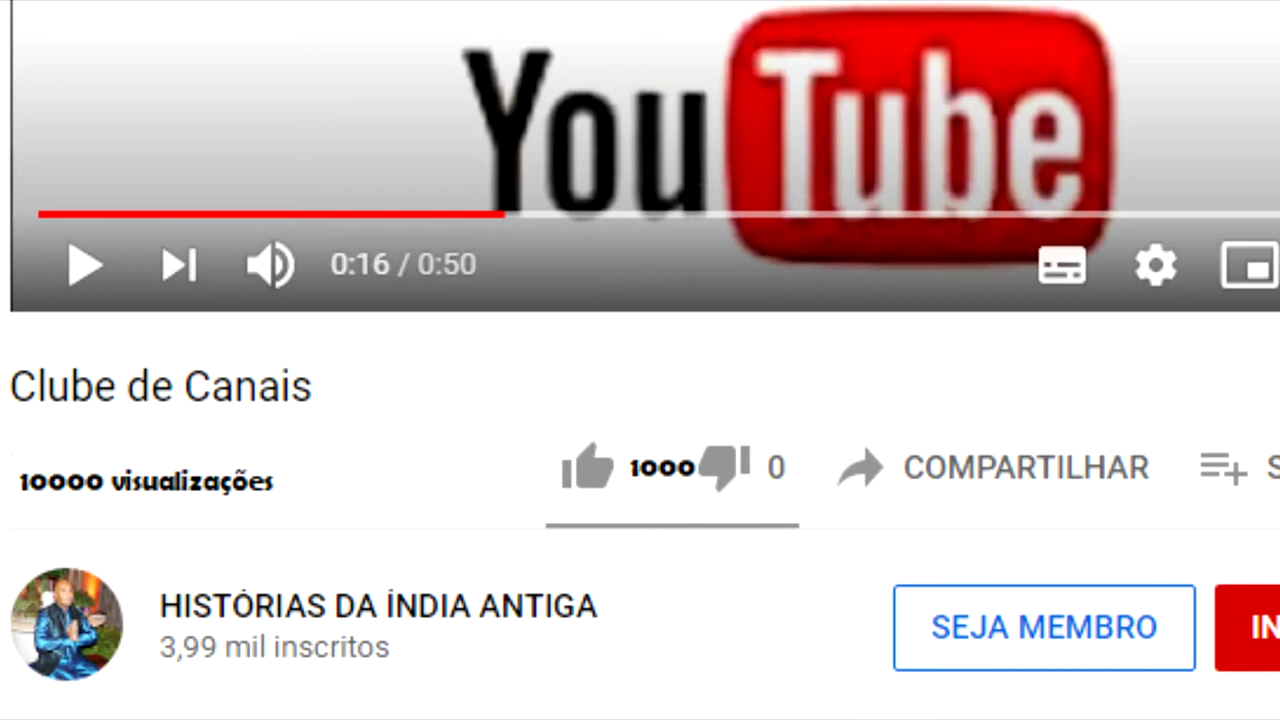 YouTube
0:16 / 0:50
Clube de Canais
10000 visualizações
1000 0 COMPARTILHAR S
HISTÓRIAS DA ÍNDIA ANTIGA
3,99 mil inscritos
SEJA MEMBRO IN